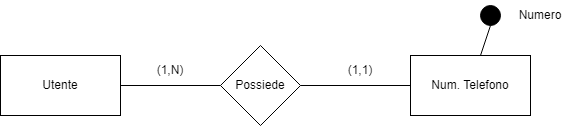 Numero
Utente
(1,N)
Possiede
(1,1)
Num. Telefono